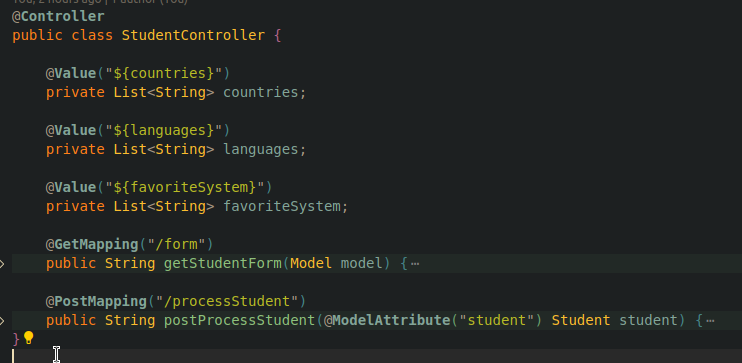 You, 2 hours ago | 1 author (You)
@Controller
public class StudentController {
@Value("${countries}")
private List<String> countries;
@Value("${languages}")
private List<String> languages;
@Value("${favoriteSystem}")
private List<String> favoriteSystem;
@GetMapping("/form")
public String getStudentForm(Model model) {⋯
@PostMapping("/processStudent")
public String postProcessStudent(@ModelAttribute("student") Student student) {⋯
}